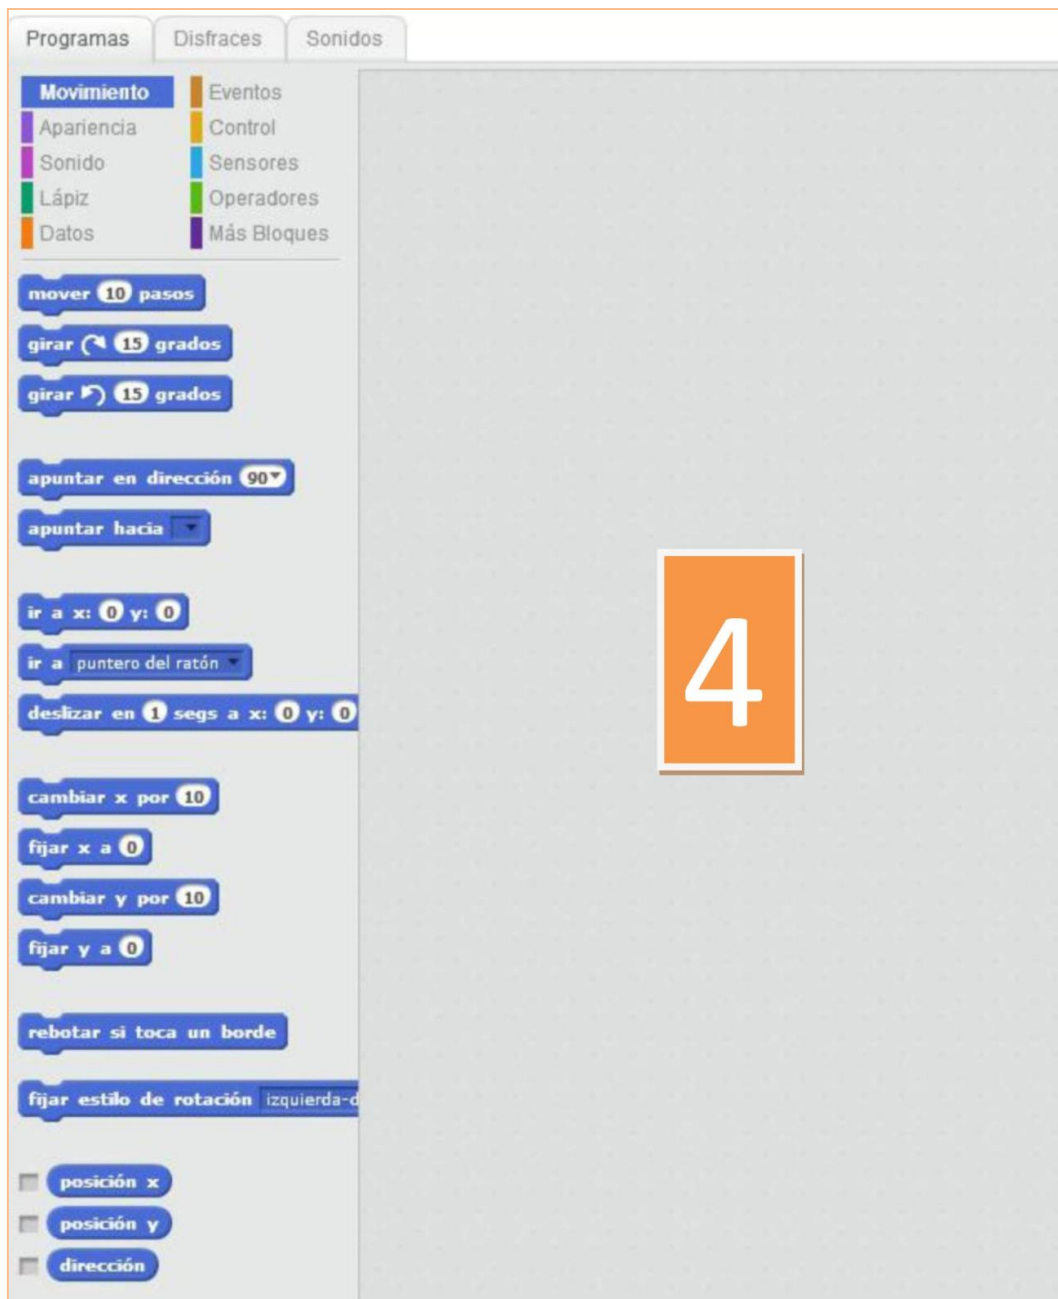 Programas Disfraces Sonidos
Movimiento Eventos
Apariencia Control
Sonido Sensores
Lápiz Operadores
Datos Más Bloques
mover 10 pasos
girar 15 grados
girar 15 grados
apuntar en dirección 90
apuntar hacia
ir a x: 0 y: 0
ir a puntero del ratón
deslizar en 1 segs a x: 0 y: 0
cambiar x por 10
fijar x a 0
cambiar y por 10
fijar y a 0
rebotar si toca un borde
fijar estilo de rotación izquierda-d
posición x
posición y
dirección
4